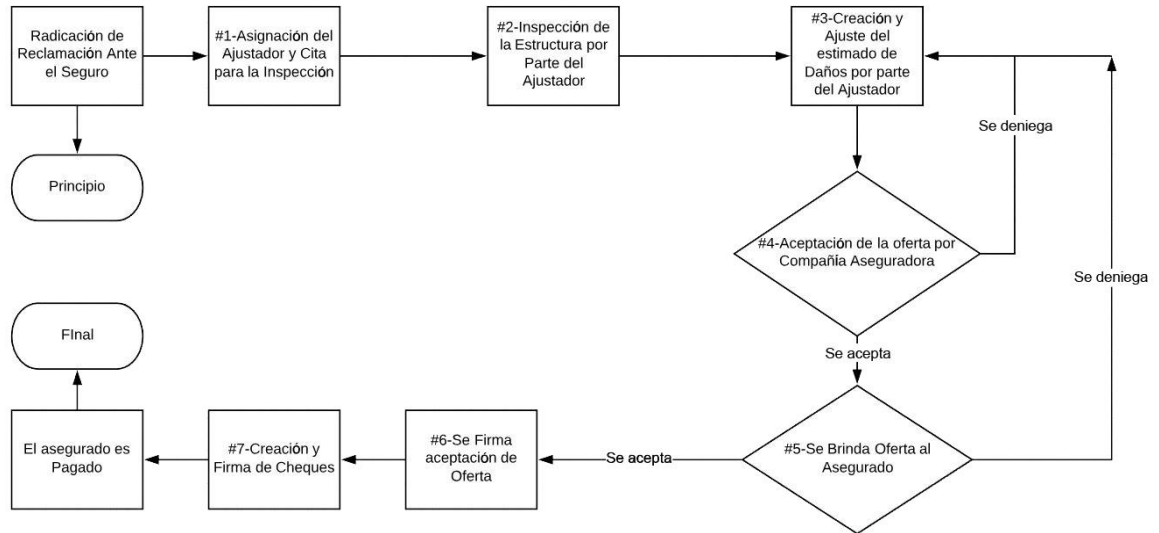 Radicación de
Reclamación Ante
el Seguro
#1-Asignación del
Ajustador y Cita
para la Inspección
#2-Inspección de
la Estructura por
Parte del
Ajustador
#3-Creación y
Ajuste del
estimado de
Daños por parte
del Ajustador
Se deniega
Principio
#4-Aceptación de la oferta por
Compañía Aseguradora
Se deniega
FInal
Se acepta
El asegurado es
Pagado
#7-Creación y
Firma de Cheques
#6-Se Firma
aceptación de
Oferta
Se acepta
#5-Se Brinda Oferta al
Asegurado